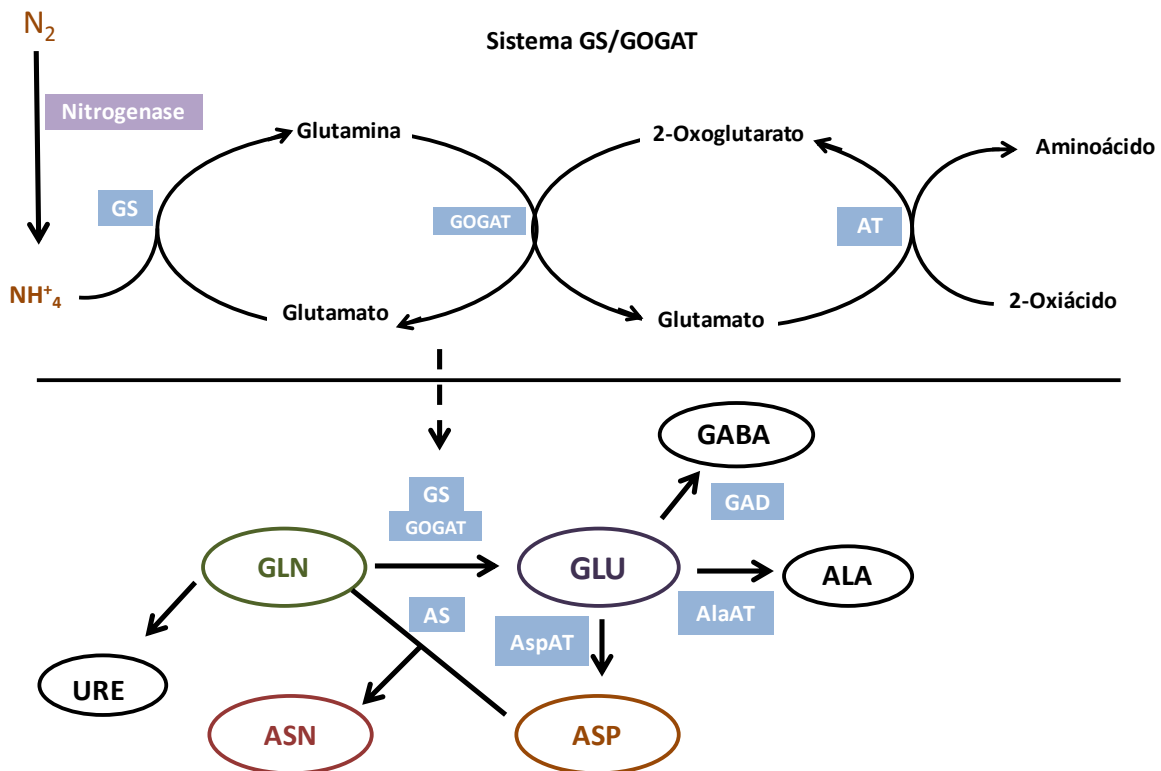 N₂
Sistema GS/GOGAT
Nitrogenase
Glutamina
2-Oxoglutarato
Aminoácido
GS
GOGAT
AT
NH⁺₄
Glutamato
Glutamato
2-Oxiácido
GABA
GS
GOGAT
GAD
GLN
GLU
ALA
AS
AspAT
AlaAT
URE
ASN
ASP